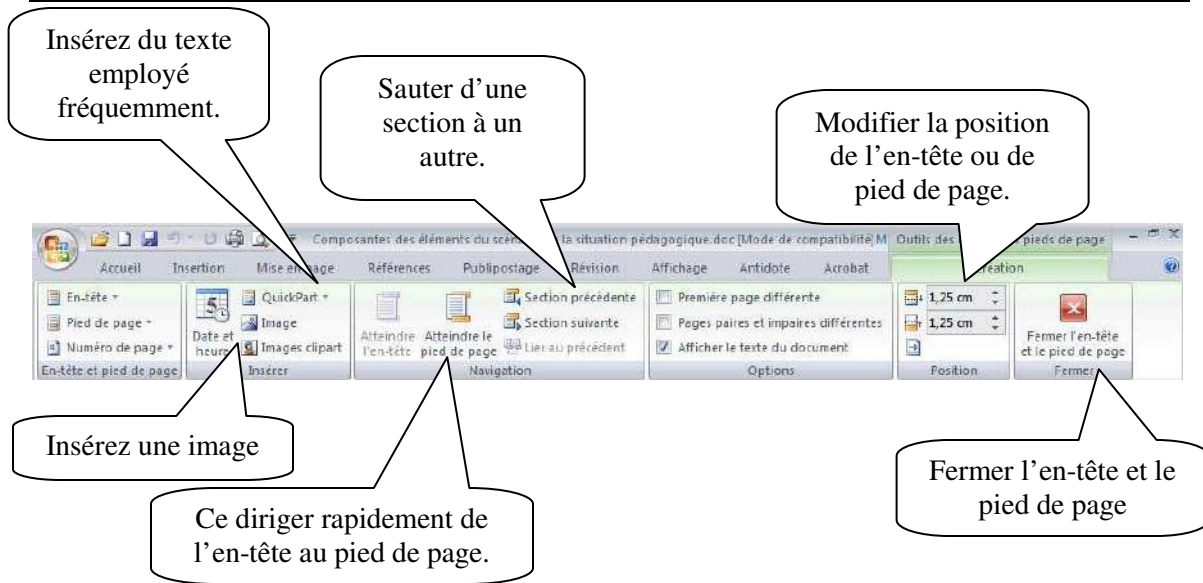 Insérez du texte
employé
fréquemment.
Sauter d’une
section à un
autre.
Modifier la position
de l’en-tête ou de
pied de page.
Composantes des éléments du la situation pédagogique.doc [Mode de compatibilité] M Outils des pieds de page
Accueil Insertion Mise en page Références Publipostage Révision Affichage Antidote Acrobat
En-tête
Pied de page
Numéro de page
En-tête et pied de page
Date et
heure
QuickPart
Image
Images clipart
Insérer
Atteindre
l'en-tête
Atteindre le
pied de page
Section précédente
Section suivante
Lier au précédent
Navigation
Première page différente
Pages paires et impaires différentes
Afficher le texte du document
Options
1,25 cm
1,25 cm
Position
Fermer l'en-tête
et le pied de page
Fermer
Insérez une image
Ce diriger rapidement de
l’en-tête au pied de page.
Fermer l’en-tête et le
pied de page